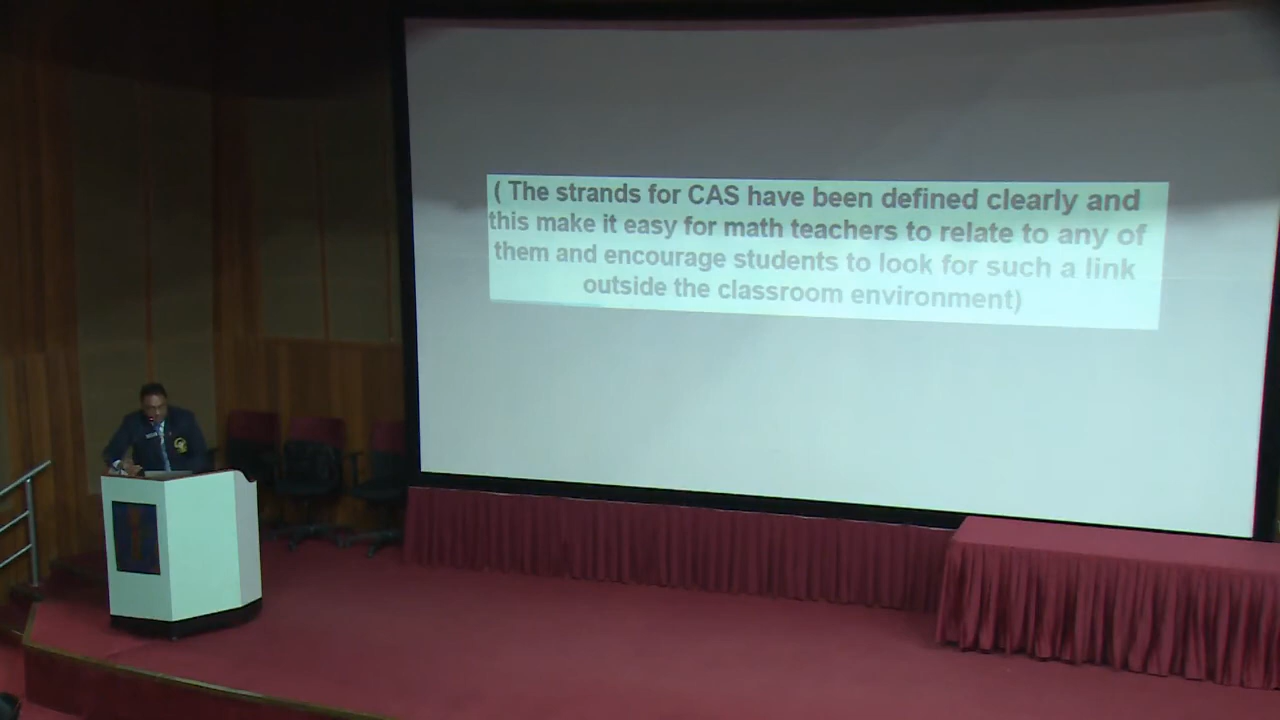 ( The strands for CAS have been defined clearly and
this make it easy for math teachers to relate to any of
them and encourage students to look for such a link
outside the classroom environment)